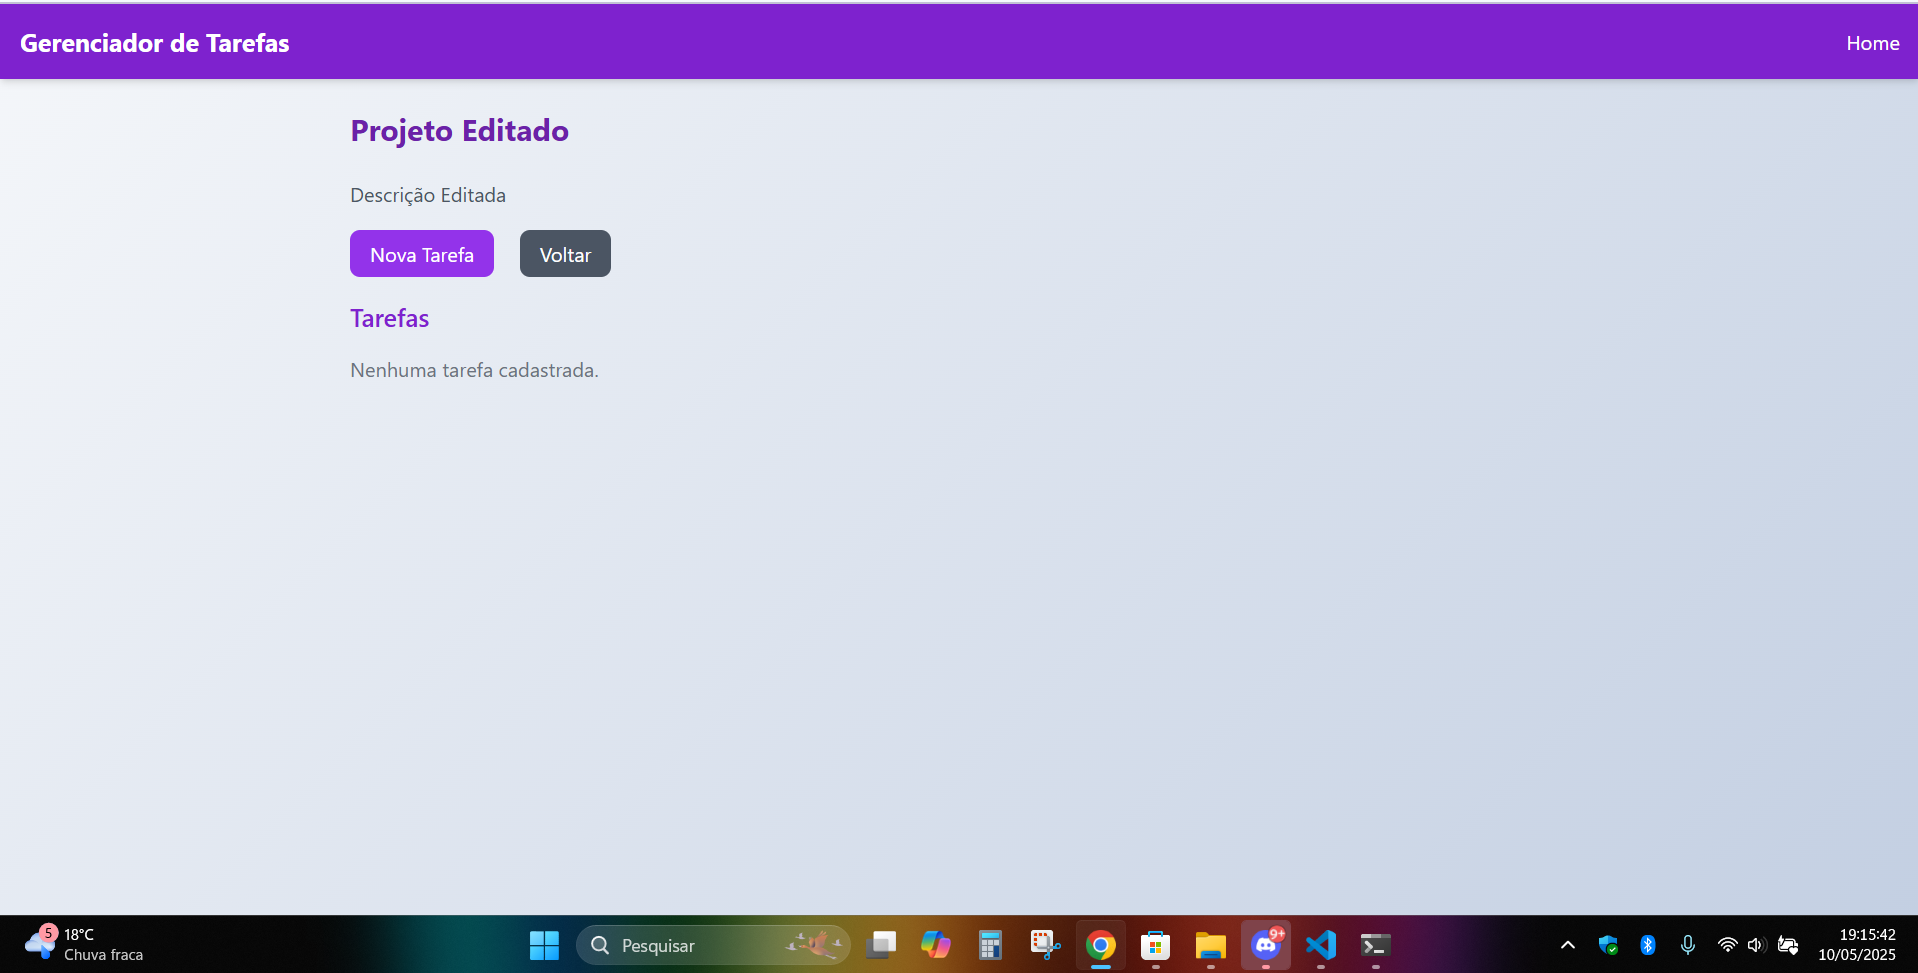 Gerenciador de Tarefas
Home
Projeto Editado
Descrição Editada
Nova Tarefa
Voltar
Tarefas
Nenhuma tarefa cadastrada.
5
18°C
Chuva fraca
Pesquisar
9+
19:15:42
10/05/2025